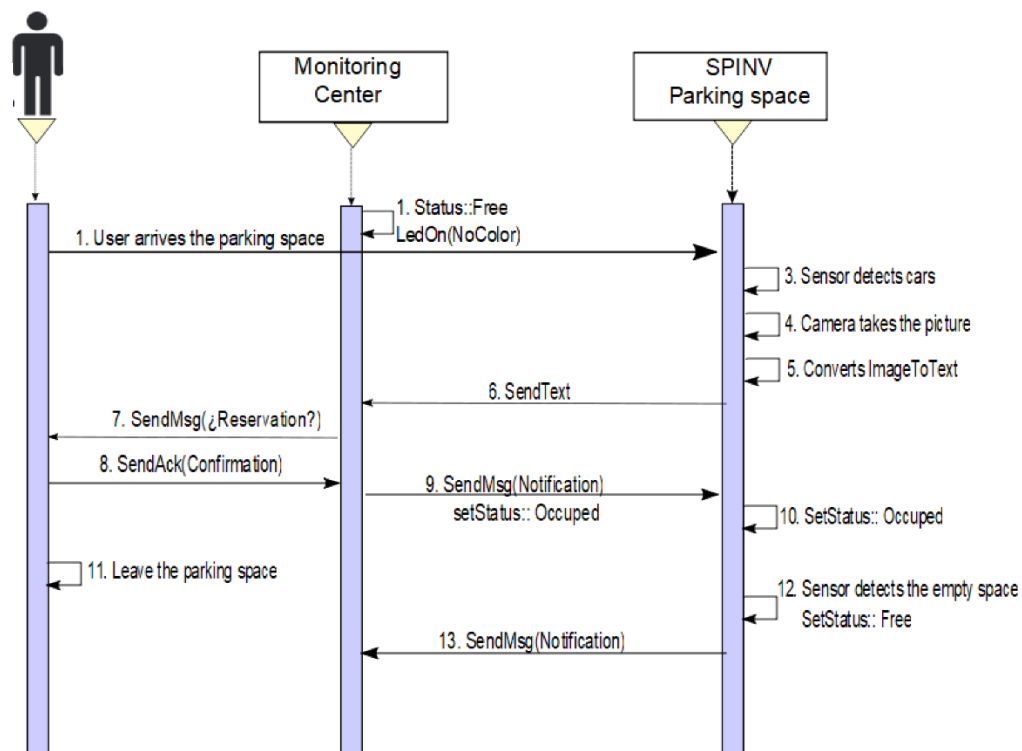 Monitoring
Center
SPINV
Parking space
1. Status::Free
LedOn(NoColor)
1. User arrives the parking space
3. Sensor detects cars
4. Camera takes the picture
5. Converts ImageToText
6. SendText
7. SendMsg(¿Reservation?)
8. SendAck(Confirmation)
9. SendMsg(Notification)
setStatus:: Occuped
10. SetStatus:: Occuped
11. Leave the parking space
12. Sensor detects the empty space
SetStatus:: Free
13. SendMsg(Notification)